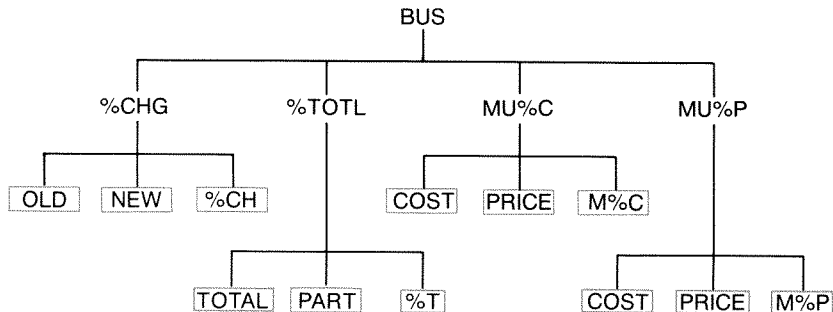 BUS
%CHG %TOTL MU%C MU%P
OLD NEW %CH COST PRICE M%C
TOTAL PART %T COST PRICE M%P